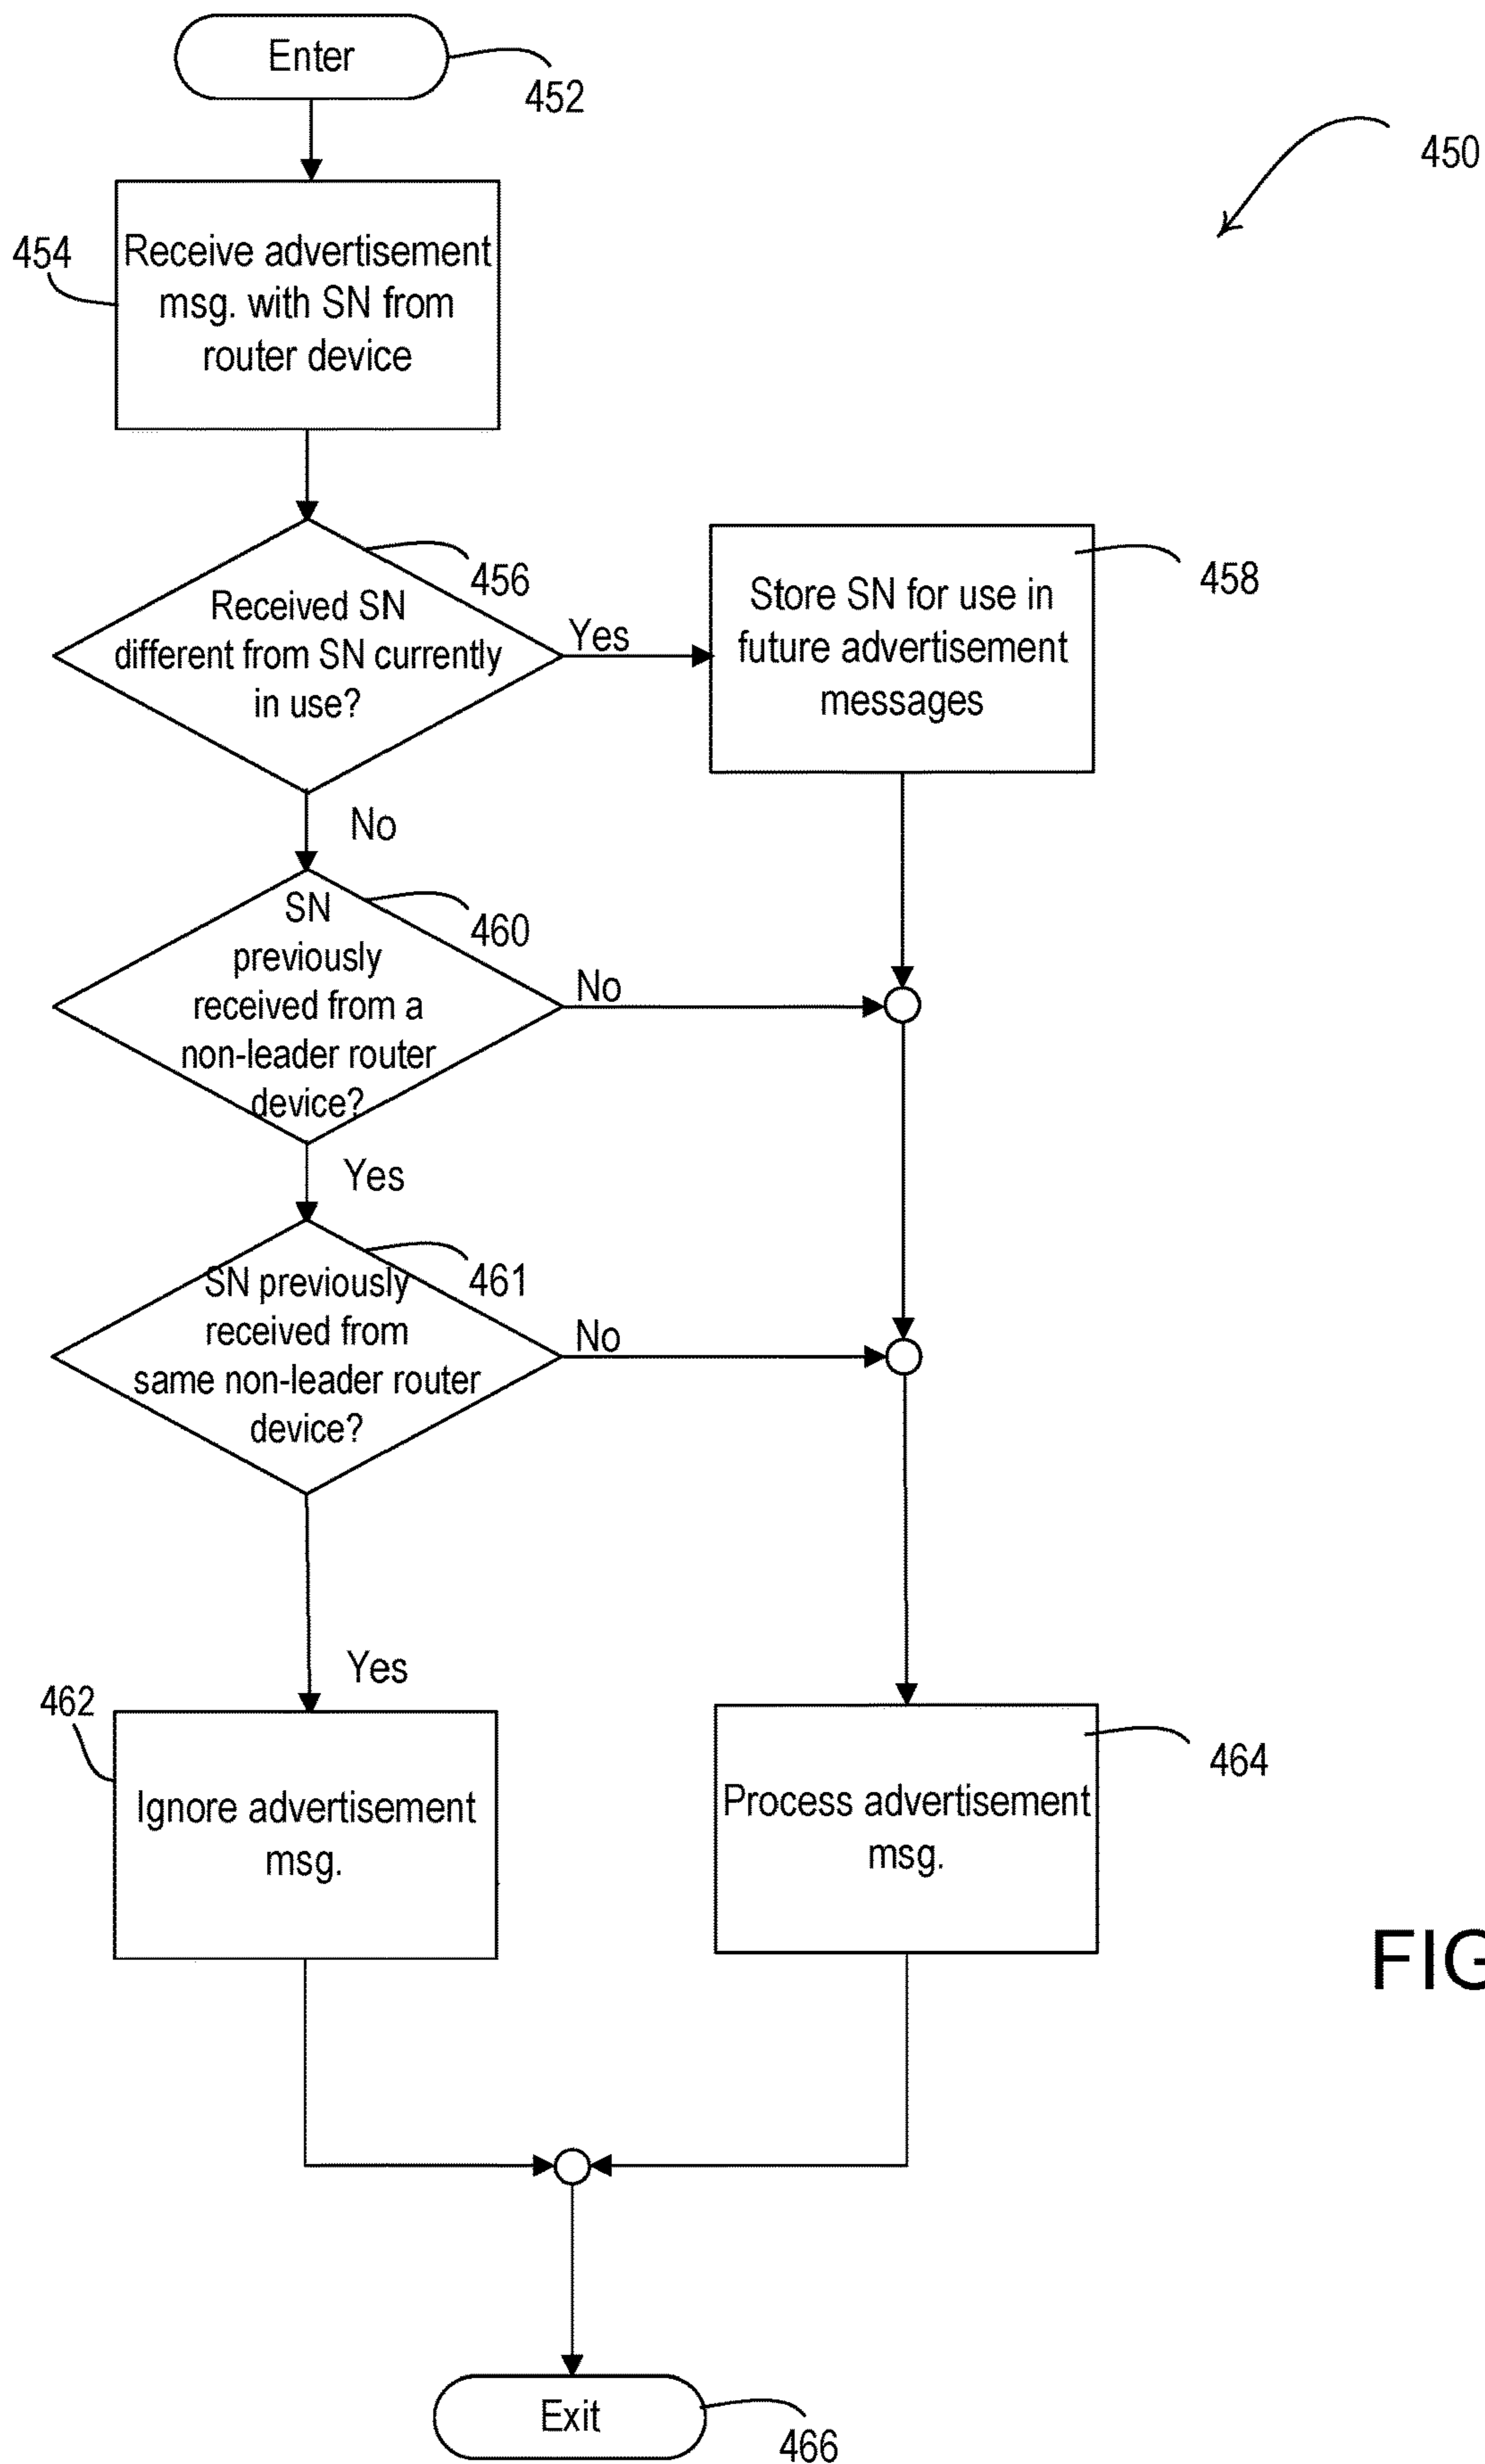 Enter
452
450
454
Receive advertisement
msg. with SN from
router device
456
Received SN
different from SN currently
in use?
Yes
458
Store SN for use in
future advertisement
messages
No
460
SN
previously
received from a
non-leader router
device?
No
Yes
461
SN previously
received from
same non-leader router
device?
No
Yes
462
Ignore advertisement
msg.
464
Process advertisement
msg.
FIG
Exit
466